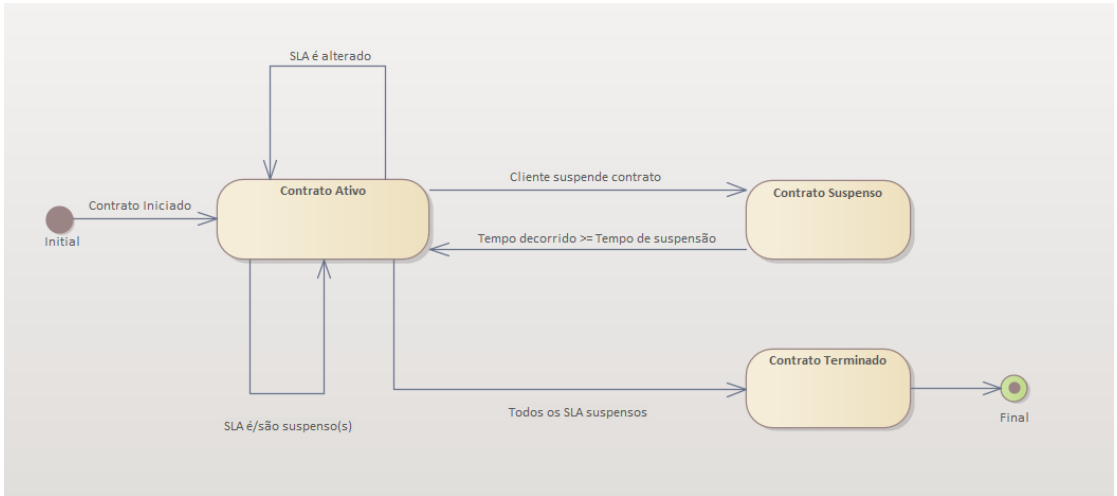 SLA é alterado
Contrato Ativo
Cliente suspende contrato
Contrato Suspenso
Contrato Iniciado
Initial
Tempo decorrido >= Tempo de suspensão
Contrato Terminado
Todos os SLA suspensos
Final
SLA é/são suspenso(s)